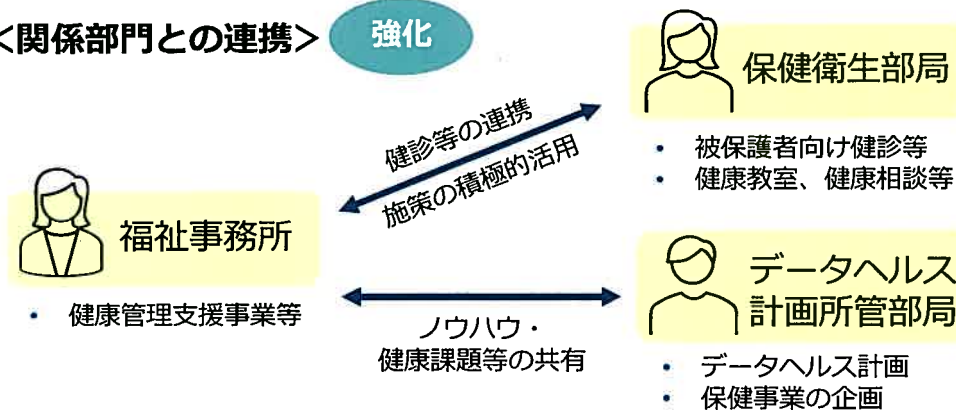 <関係部門との連携>
強化
保健衛生部局
• 被保護者向け健診等
• 健康教室、健康相談等
健診等の連携
施策の積極的活用
福祉事務所
• 健康管理支援事業等
ノウハウ・
健康課題等の共有
データヘルス
計画所管部局
• データヘルス計画
• 保健事業の企画